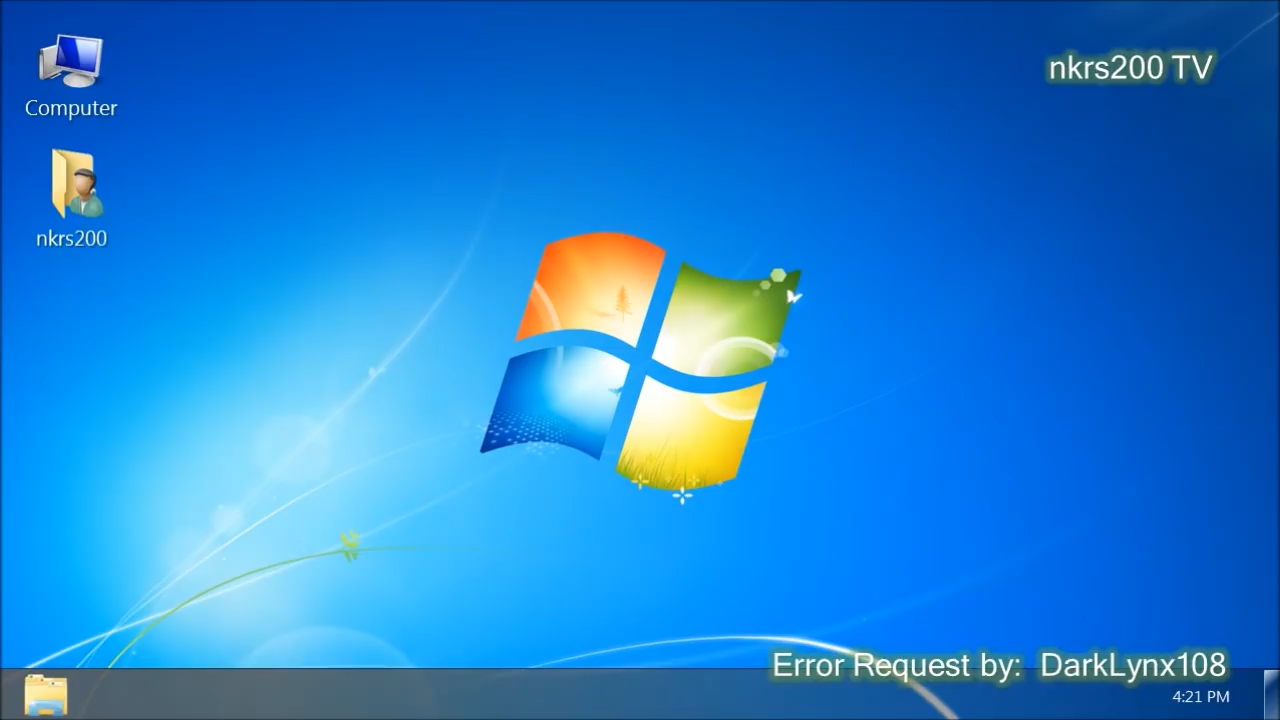 Computer
nkrs200
nkrs200 TV
Error Request by:  DarkLynx108
4:21 PM